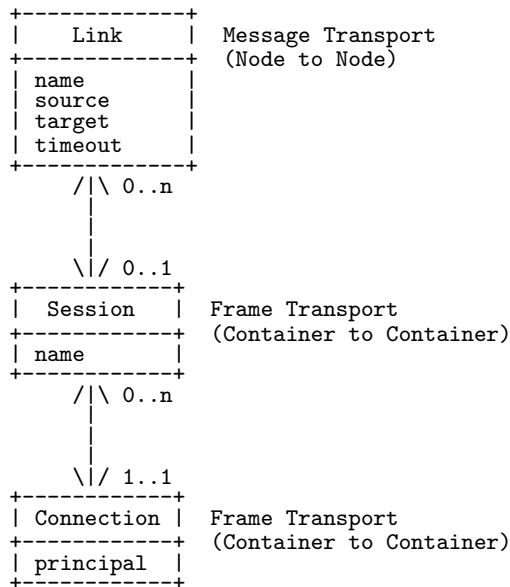 Link Message Transport
(Node to Node)
name
source
target
timeout
0..n
0..1
Session Frame Transport
(Container to Container)
name
0..n
1..1
Connection Frame Transport
(Container to Container)
principal